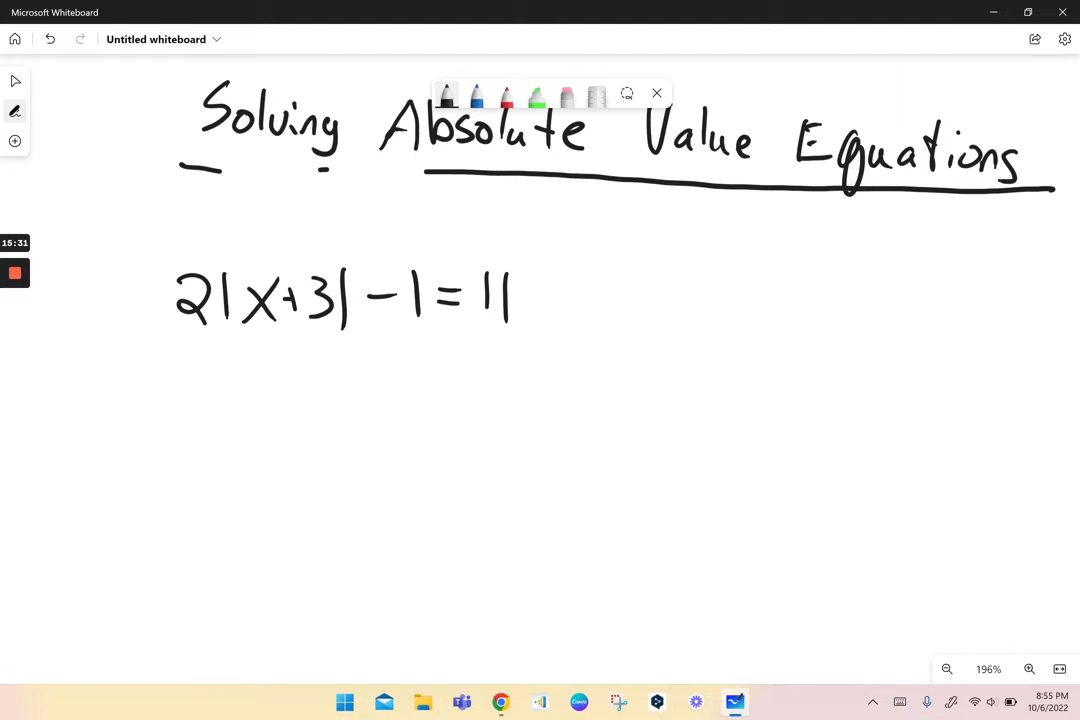 Microsoft Whiteboard
Untitled whiteboard
Solving Absolute Value Equations
15:31
2|x+3| - 1 = 11
196%
8:55 PM
10/6/2022